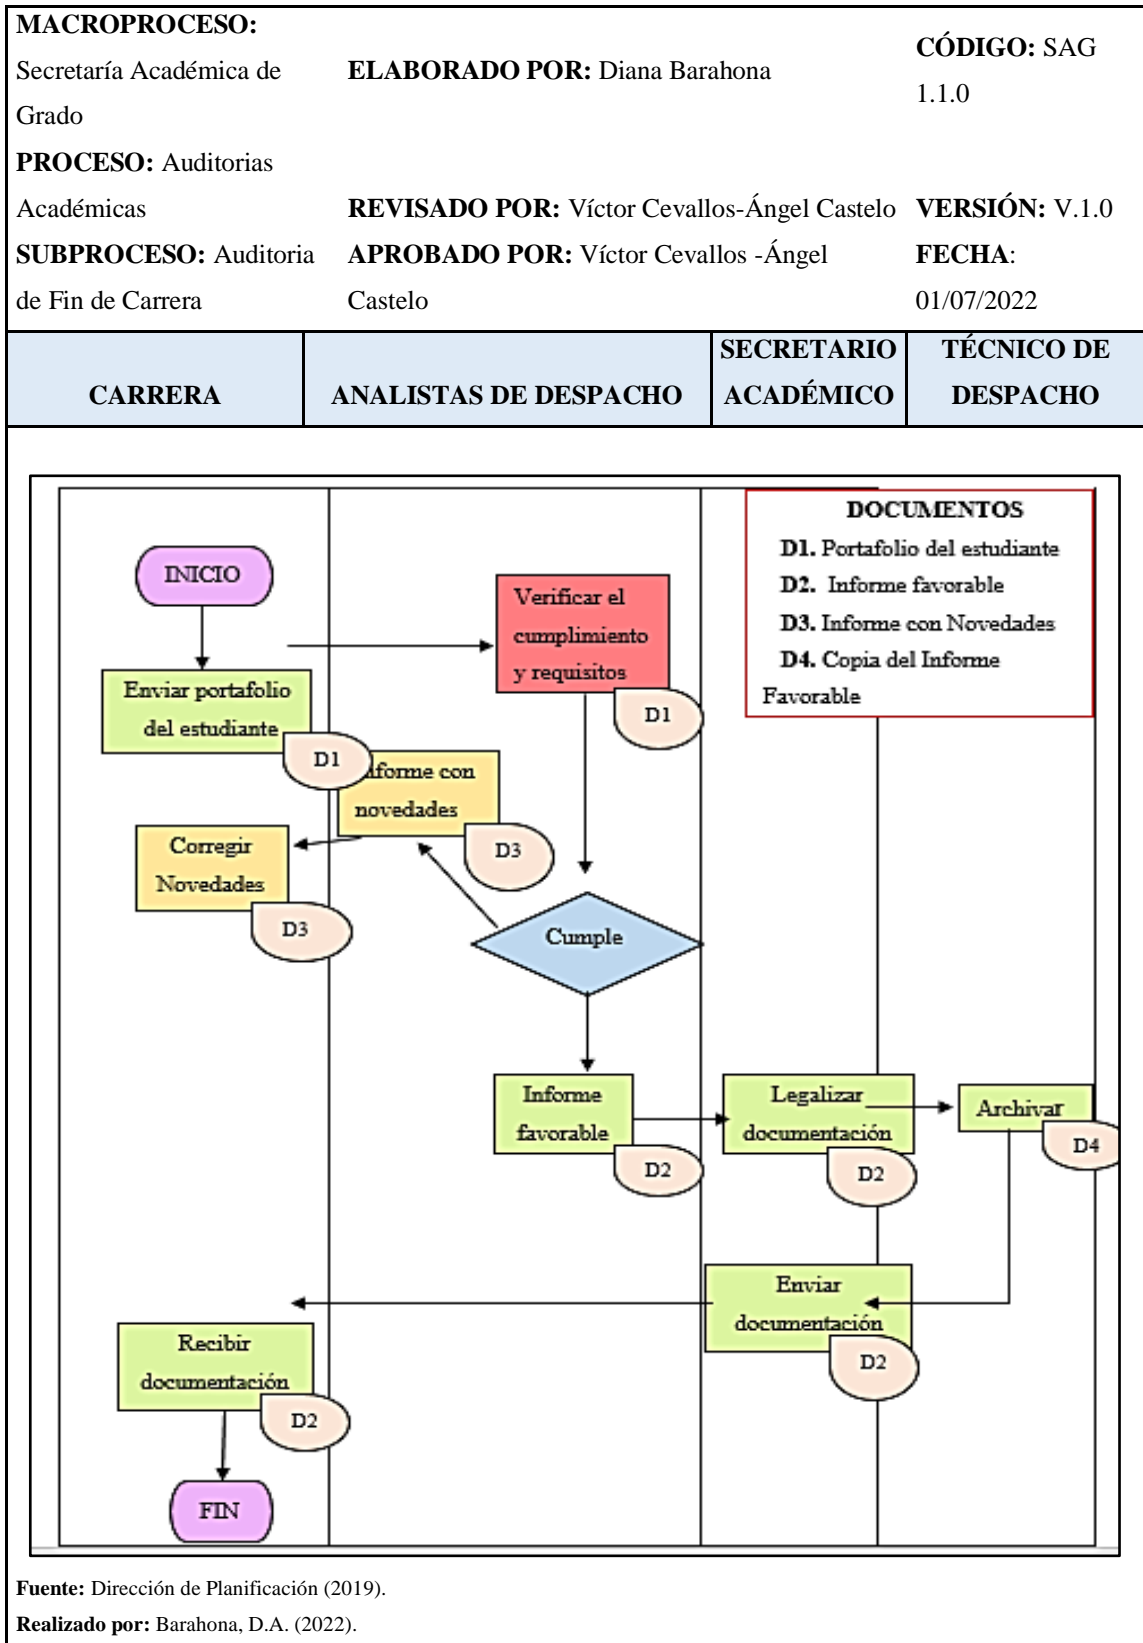 MACROPROCESO:
Secretaría Académica de
Grado
ELABORADO POR: Diana Barahona
CÓDIGO: SAG
1.1.0
PROCESO: Auditorias
Académicas
REVISADO POR: Víctor Cevallos-Ángel Castelo
VERSIÓN: V.1.0
SUBPROCESO: Auditoria
de Fin de Carrera
APROBADO POR: Víctor Cevallos -Ángel
Castelo
FECHA:
01/07/2022
CARRERA
ANALISTAS DE DESPACHO
SECRETARIO
ACADÉMICO
TÉCNICO DE
DESPACHO
DOCUMENTOS
D1. Portafolio del estudiante
D2. Informe favorable
D3. Informe con Novedades
D4. Copia del Informe
Favorable
INICIO
Verificar el
cumplimiento
y requisitos
D1
Enviar portafolio
del estudiante
D1
nforme con
novedades
D3
Corregir
Novedades
D3
Cumple
Informe
favorable
D2
Legalizar
documentación
D2
Archivar
D4
Enviar
documentación
D2
Recibir
documentación
D2
FIN
Fuente: Dirección de Planificación (2019).
Realizado por: Barahona, D.A. (2022).